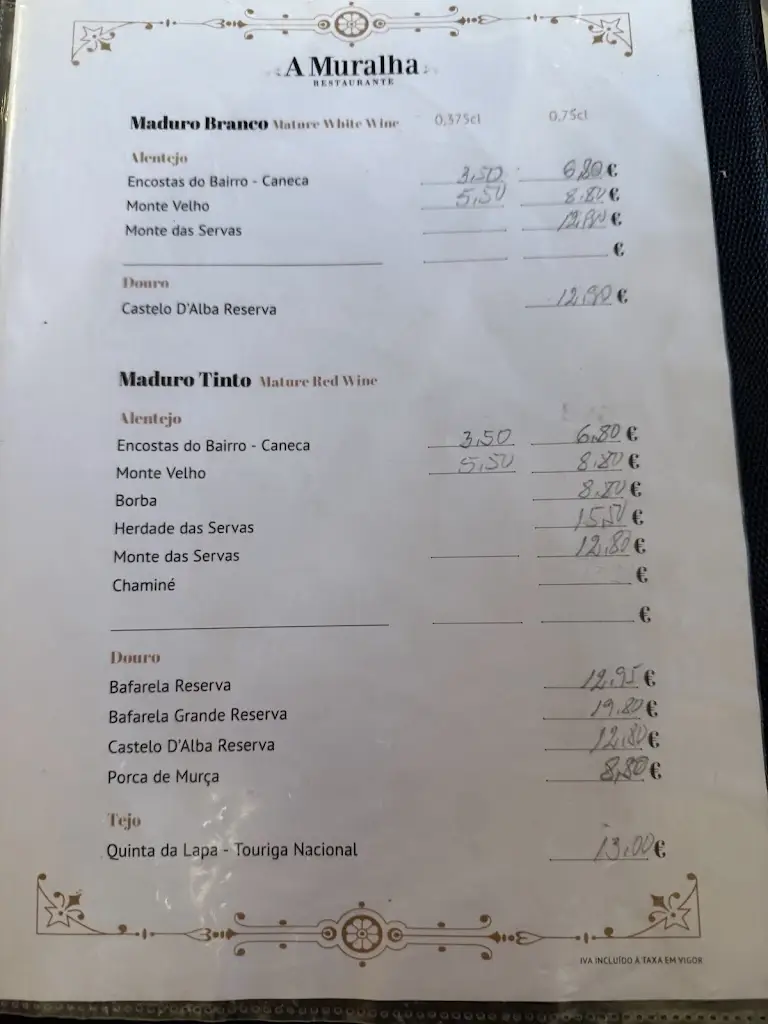 A Muralha
RESTAURANTE
Maduro Branco Mature White Wine 0,375cl 0,75cl
Alentejo
Encostas do Bairro - Caneca 3,50 6,80 €
Monte Velho 5,50 8.80 €
Monte das Servas 12,80 €
€
Douro
Castelo D'Alba Reserva 12,80 €
Maduro Tinto Mature Red Wine
Alentejo
Encostas do Bairro - Caneca 3,50 6,80 €
Monte Velho 5,50 8.80 €
Borba 8.80 €
Herdade das Servas €
Monte das Servas 12,80 €
Chaminé €
€
Douro
Bafarela Reserva 12,95 €
Bafarela Grande Reserva 19.80 €
Castelo D'Alba Reserva 12,80 €
Porca de Murça 8,80 €
Tejo
Quinta da Lapa - Touriga Nacional 13,00 €
IVA INCLUÍDO À TAXA EM VIGOR